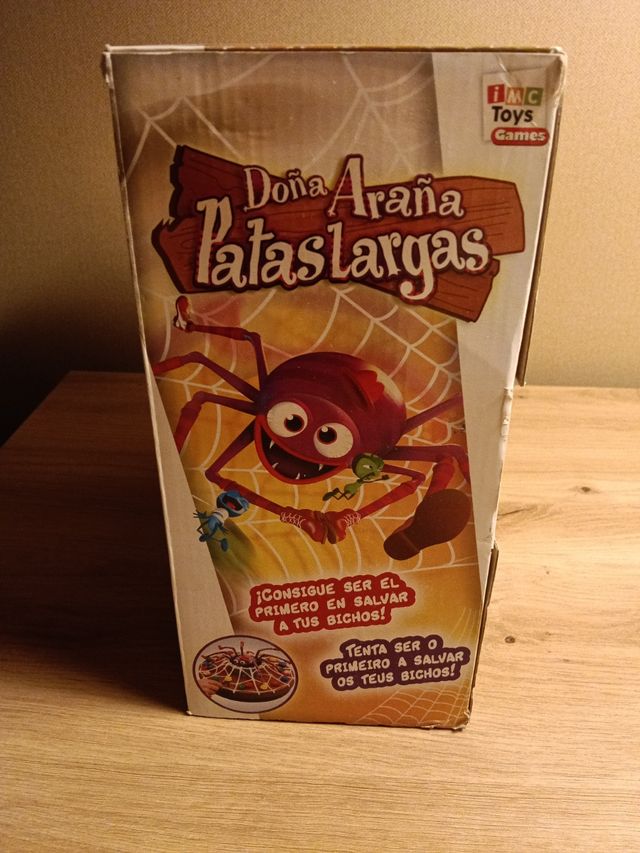 iMC
Toys
Games
Doña Araña
PatasLargas
¡CONSIGUE SER EL
PRIMERO EN SALVAR
A TUS BICHOS!
TENTA SER O
PRIMEIRO A SALVAR
OS TEUS BICHOS!